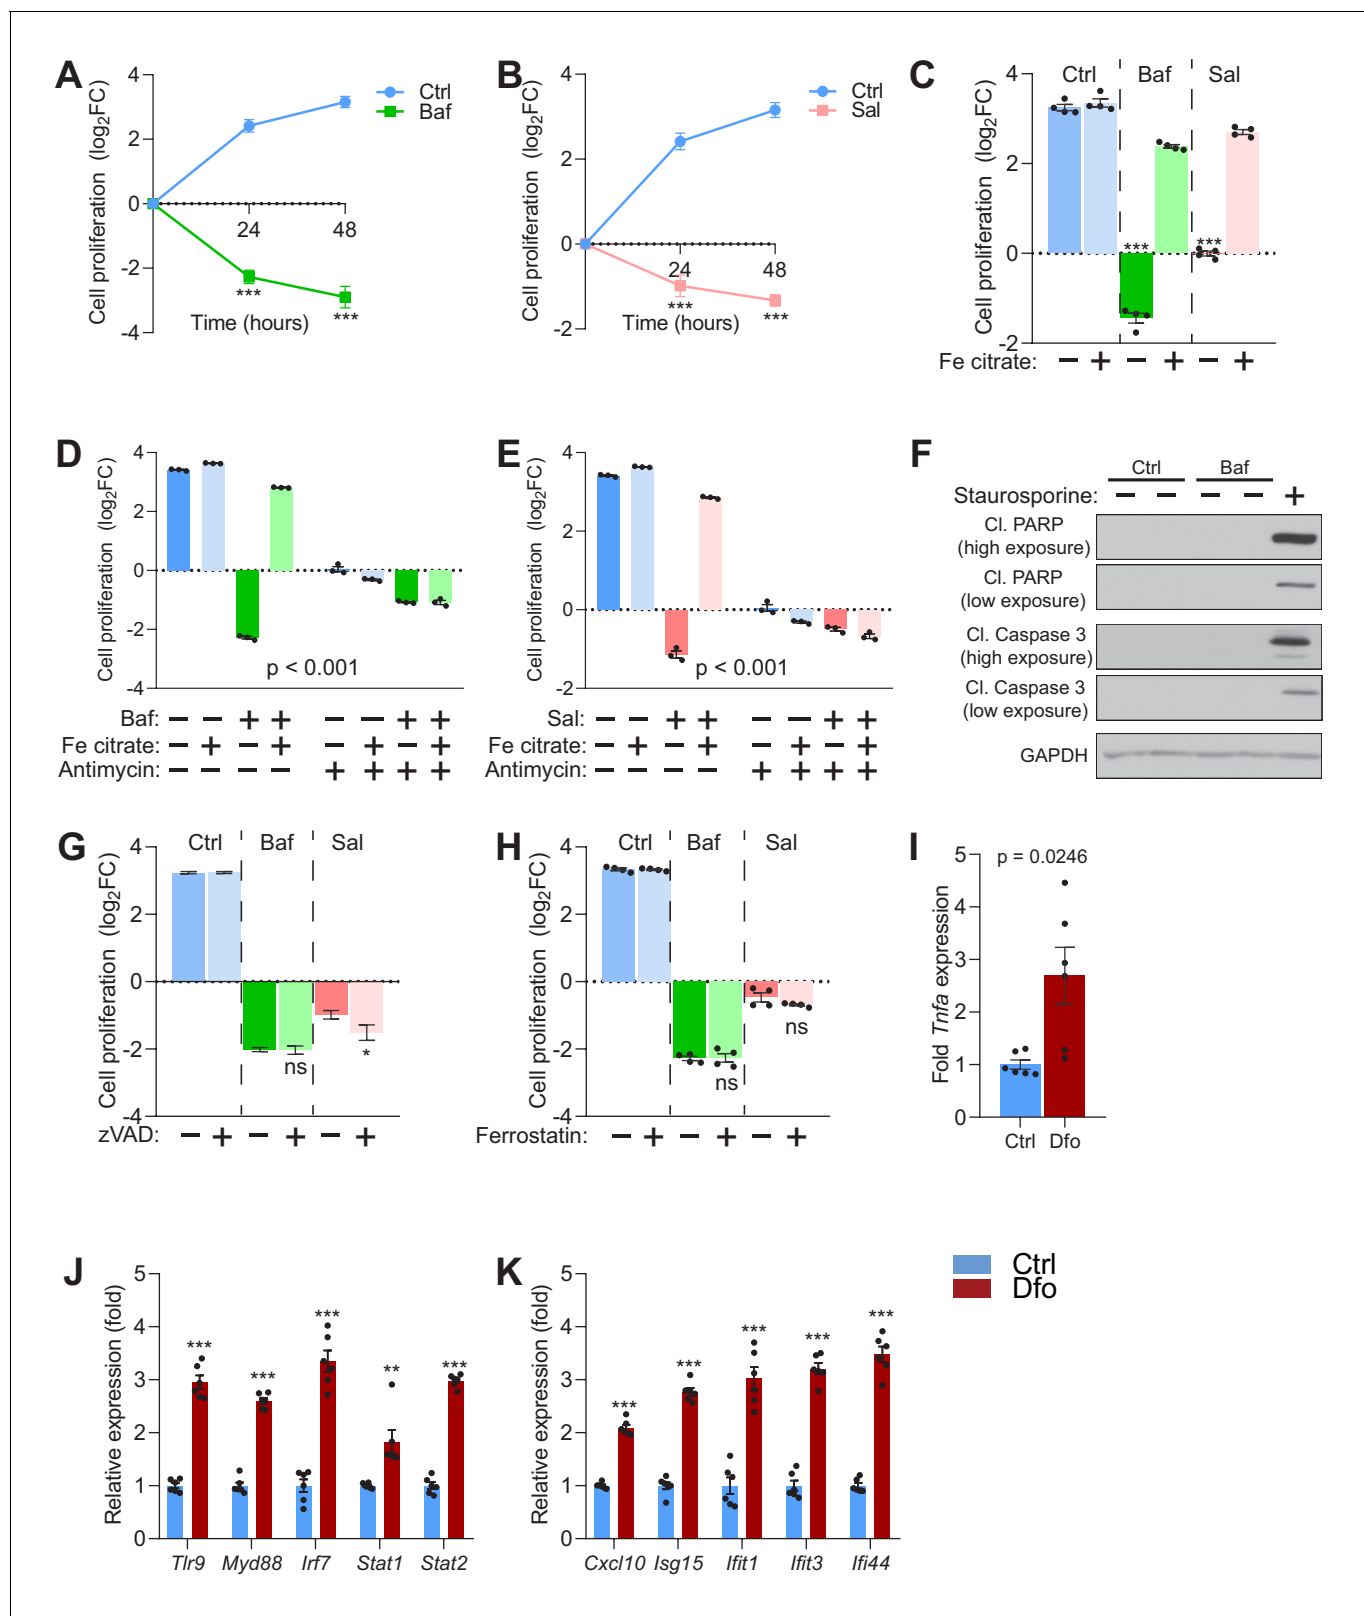 A
Cell proliferation (log2FC)
4
2
0
-2
-4
24
48
***
***
Time (hours)
Ctrl
Baf
B
Cell proliferation (log2FC)
4
2
0
-2
24
48
***
***
Time (hours)
Ctrl
Sal
C
Cell proliferation (log2FC)
4
2
0
-2
Ctrl Baf Sal
*** ***
Fe citrate: − + − + − +
D
Cell proliferation (log2FC)
4
2
0
-2
-4
p < 0.001
Baf: − − + + − − + +
Fe citrate: − + − + − + − +
Antimycin: − − − − + + + +
E
Cell proliferation (log2FC)
4
2
0
-2
p < 0.001
Sal: − − + + − − + +
Fe citrate: − + − + − + − +
Antimycin: − − − − + + + +
F
Ctrl Baf
Staurosporine: − − − − +
Cl. PARP
(high exposure)
Cl. PARP
(low exposure)
Cl. Caspase 3
(high exposure)
Cl. Caspase 3
(low exposure)
GAPDH
G
Cell proliferation (log2FC)
4
2
0
-2
-4
Ctrl Baf Sal
ns
*
zVAD: − + − + − +
H
Cell proliferation (log2FC)
4
2
0
-2
-4
Ctrl Baf Sal
ns
ns
Ferrostatin: − + − + − +
I
Fold Tnfa expression
5
4
3
2
1
0
p = 0.0246
Ctrl Dfo
J
Relative expression (fold)
5
4
3
2
1
0
*** *** *** ** ***
Tlr9 Myd88 Irf7 Stat1 Stat2
K
Relative expression (fold)
5
4
3
2
1
0
*** *** *** *** ***
Cxcl10 Isg15 Ifit1 Ifit3 Ifi44
Ctrl
Dfo